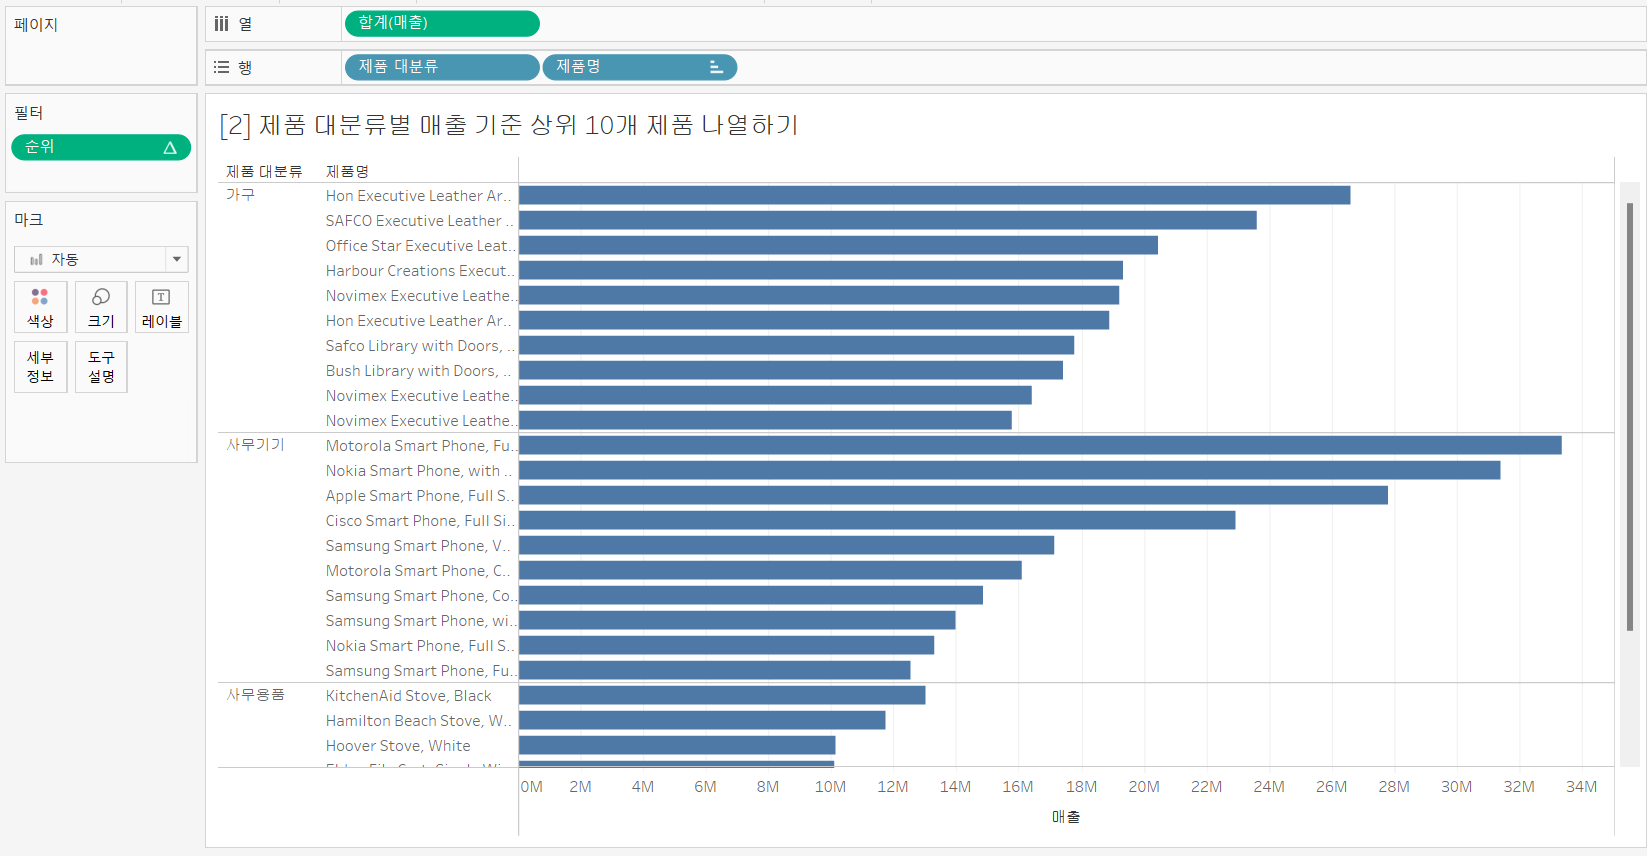 페이지
열
합계(매출)
행
제품 대분류
제품명
필터
순위
마크
자동
색상
크기
T
레이블
세부
정보
도구
설명
[2] 제품 대분류별 매출 기준 상위 10개 제품 나열하기
제품 대분류 제품명
가구
Hon Executive Leather Ar..
SAFCO Executive Leather ..
Office Star Executive Leat..
Harbour Creations Execut..
Novimex Executive Leathe..
Hon Executive Leather Ar..
Safco Library with Doors, ..
Bush Library with Doors, ..
Novimex Executive Leathe..
Novimex Executive Leathe..
사무기기
Motorola Smart Phone, Fu..
Nokia Smart Phone, with ..
Apple Smart Phone, Full S..
Cisco Smart Phone, Full Si..
Samsung Smart Phone, V..
Motorola Smart Phone, C..
Samsung Smart Phone, Co..
Samsung Smart Phone, wi..
Nokia Smart Phone, Full S..
Samsung Smart Phone, Fu..
사무용품
KitchenAid Stove, Black
Hamilton Beach Stove, W..
Hoover Stove, White
0M 2M 4M 6M 8M 10M 12M 14M 16M 18M 20M 22M 24M 26M 28M 30M 32M 34M
매출